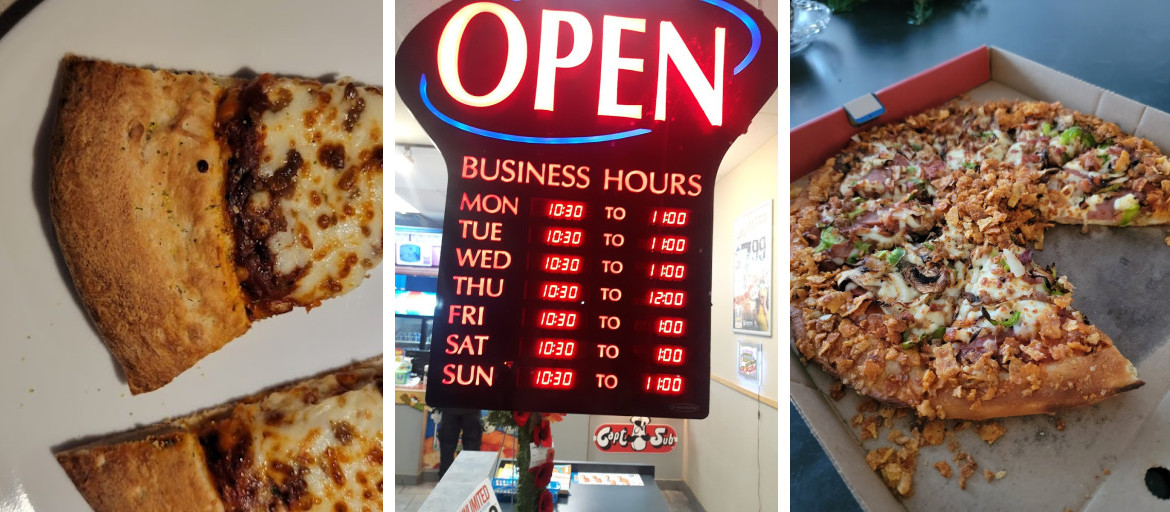 OPEN
BUSINESS HOURS
MON 10:30 TO 11:00
TUE 10:30 TO 11:00
WED 10:30 TO 11:00
THU 10:30 TO 12:00
FRI 10:30 TO 1:00
SAT 10:30 TO 1:00
SUN 10:30 TO 11:00
Capt Sub